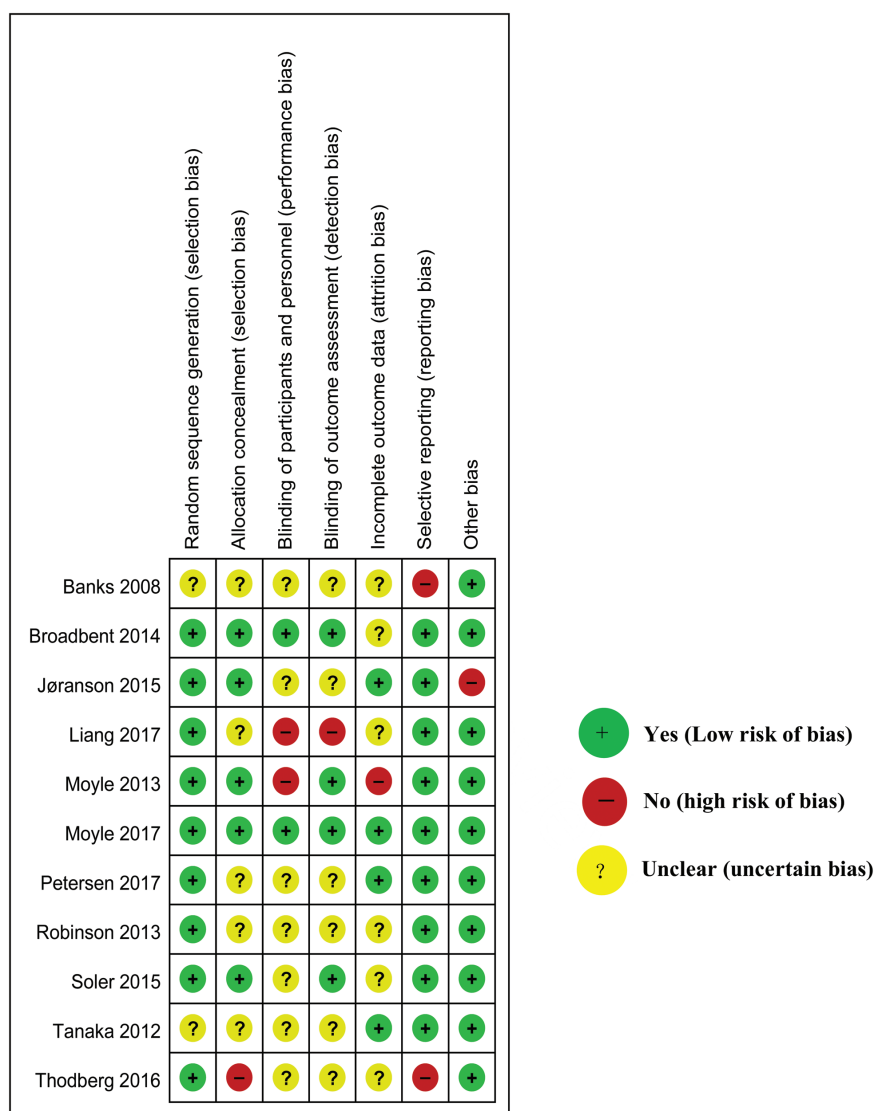 Random sequence generation (selection bias)
Allocation concealment (selection bias)
Blinding of participants and personnel (performance bias)
Blinding of outcome assessment (detection bias)
Incomplete outcome data (attrition bias)
Selective reporting (reporting bias)
Other bias
Banks 2008 ? ? ? ? ? − +
Broadbent 2014 + + + + ? + +
Jøranson 2015 + + ? ? + + −
Liang 2017 + ? − − ? + +
Moyle 2013 + + − + − + +
Moyle 2017 + + + + + + +
Petersen 2017 + ? ? ? + + +
Robinson 2013 + ? ? ? ? + +
Soler 2015 + + ? + ? + +
Tanaka 2012 ? ? ? ? + + +
Thodberg 2016 + − ? ? ? − +
+ Yes (Low risk of bias)
− No (high risk of bias)
? Unclear (uncertain bias)